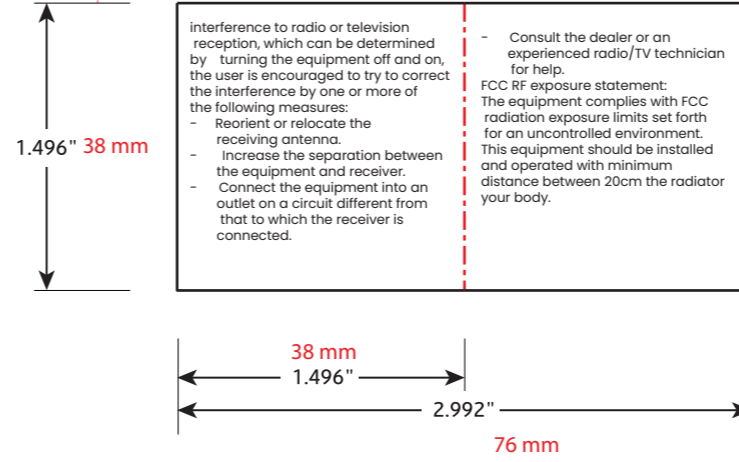 interference to radio or television
reception, which can be determined
by turning the equipment off and on,
the user is encouraged to try to correct
the interference by one or more of
the following measures:
- Reorient or relocate the
receiving antenna.
- Increase the separation between
the equipment and receiver.
- Connect the equipment into an
outlet on a circuit different from
that to which the receiver is
connected.
- Consult the dealer or an
experienced radio/TV technician
for help.
FCC RF exposure statement:
The equipment complies with FCC
radiation exposure limits set forth
for an uncontrolled environment.
This equipment should be installed
and operated with minimum
distance between 20cm the radiator
your body.
1.496" 38 mm
38 mm
1.496"
2.992"
76 mm